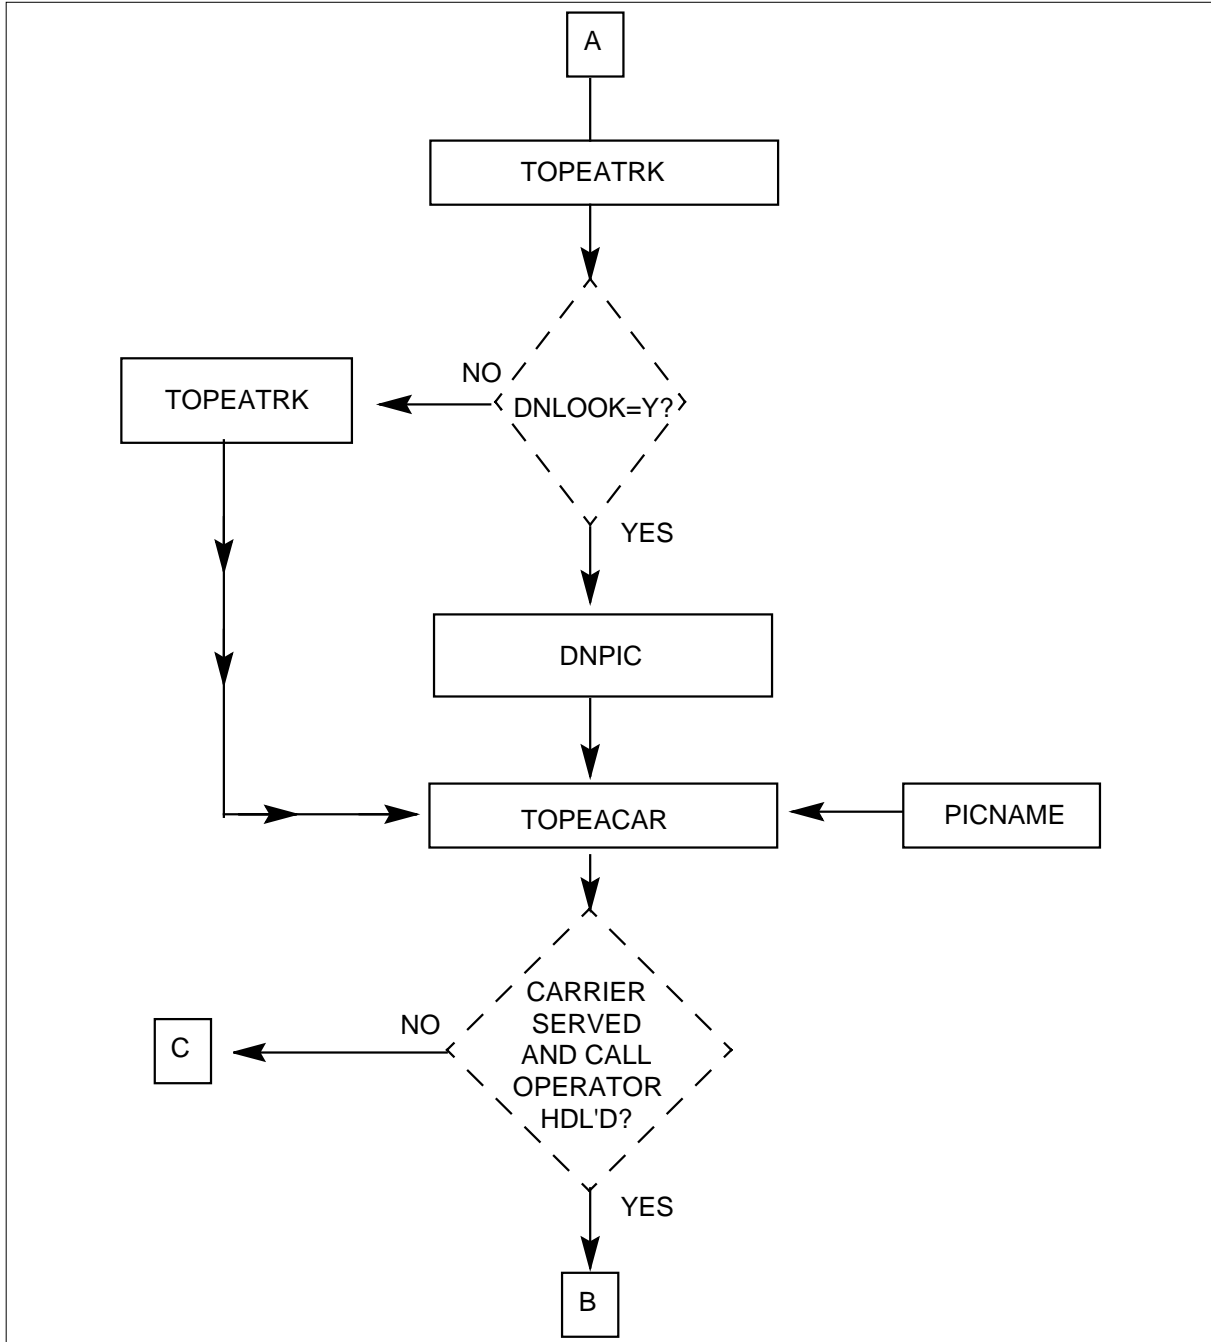 A
TOPEATRK
NO
TOPEATRK
DNLOOK=Y?
YES
DNPIC
TOPEACAR
PICNAME
CARRIER
SERVED
AND CALL
OPERATOR
HDL'D?
NO
C
YES
B